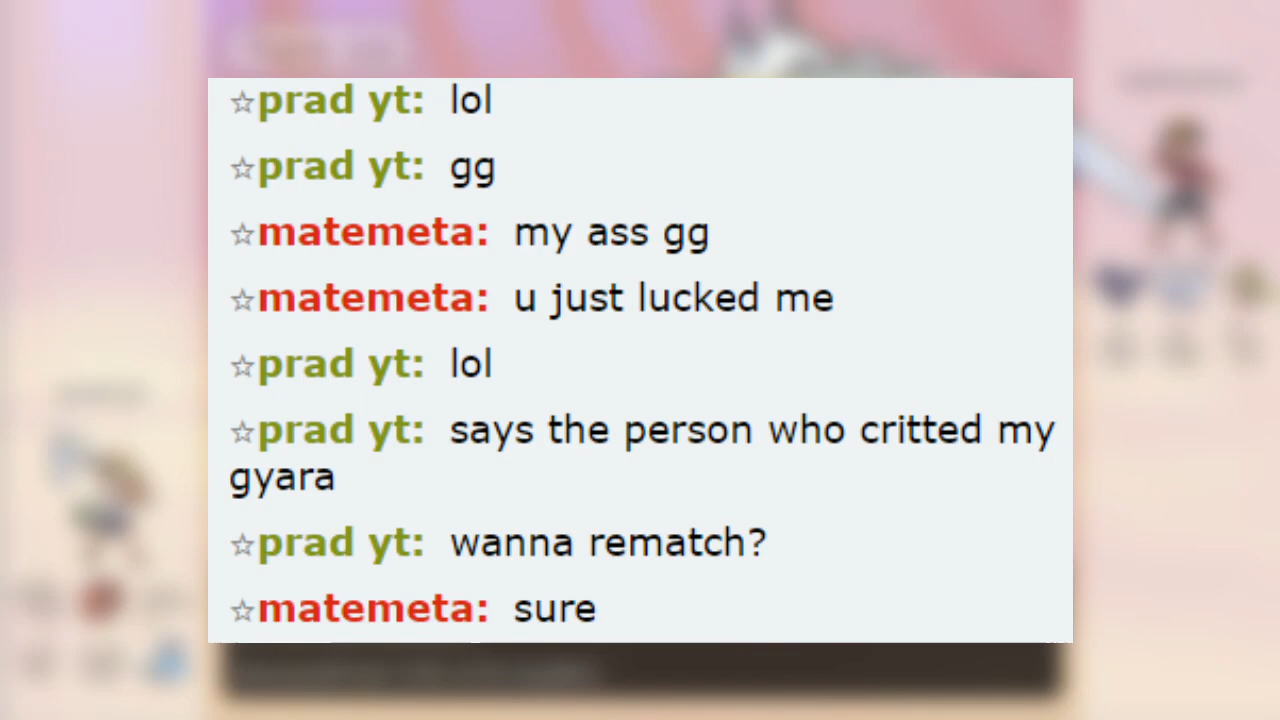 ☆prad yt: lol
☆prad yt: gg
☆matemeta: my ass gg
☆matemeta: u just lucked me
☆prad yt: lol
☆prad yt: says the person who critted my
gyara
☆prad yt: wanna rematch?
☆matemeta: sure